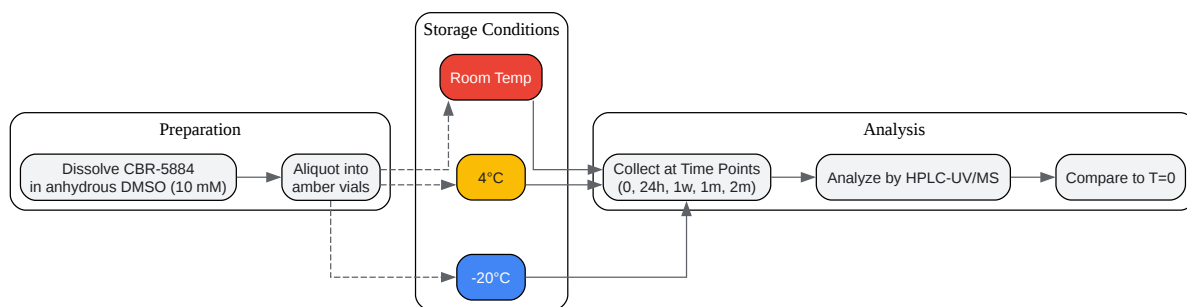 Preparation
Dissolve CBR-5884
in anhydrous DMSO (10 mM)
Aliquot into
amber vials
Storage Conditions
Room Temp
4°C
-20°C
Analysis
Collect at Time Points
(0, 24h, 1w, 1m, 2m)
Analyze by HPLC-UV/MS
Compare to T=0